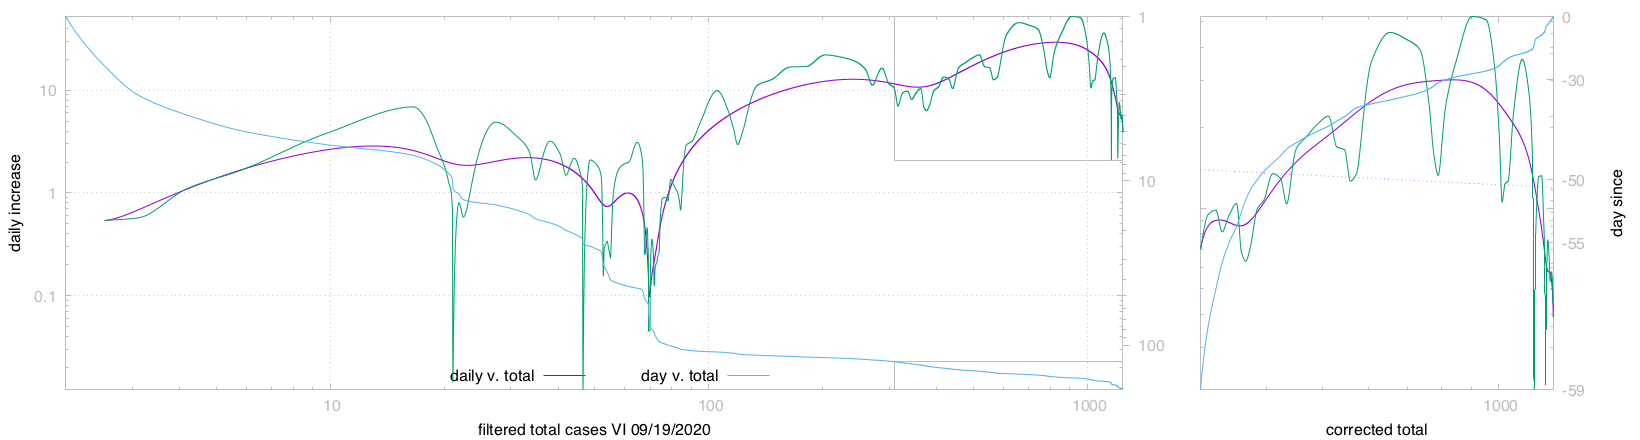 daily increase
10
1
0.1
daily v. total
day v. total
10
100
1000
filtered total cases VI 09/19/2020
1
10
100
1000
corrected total
0
-30
-50
-55
-59
day since